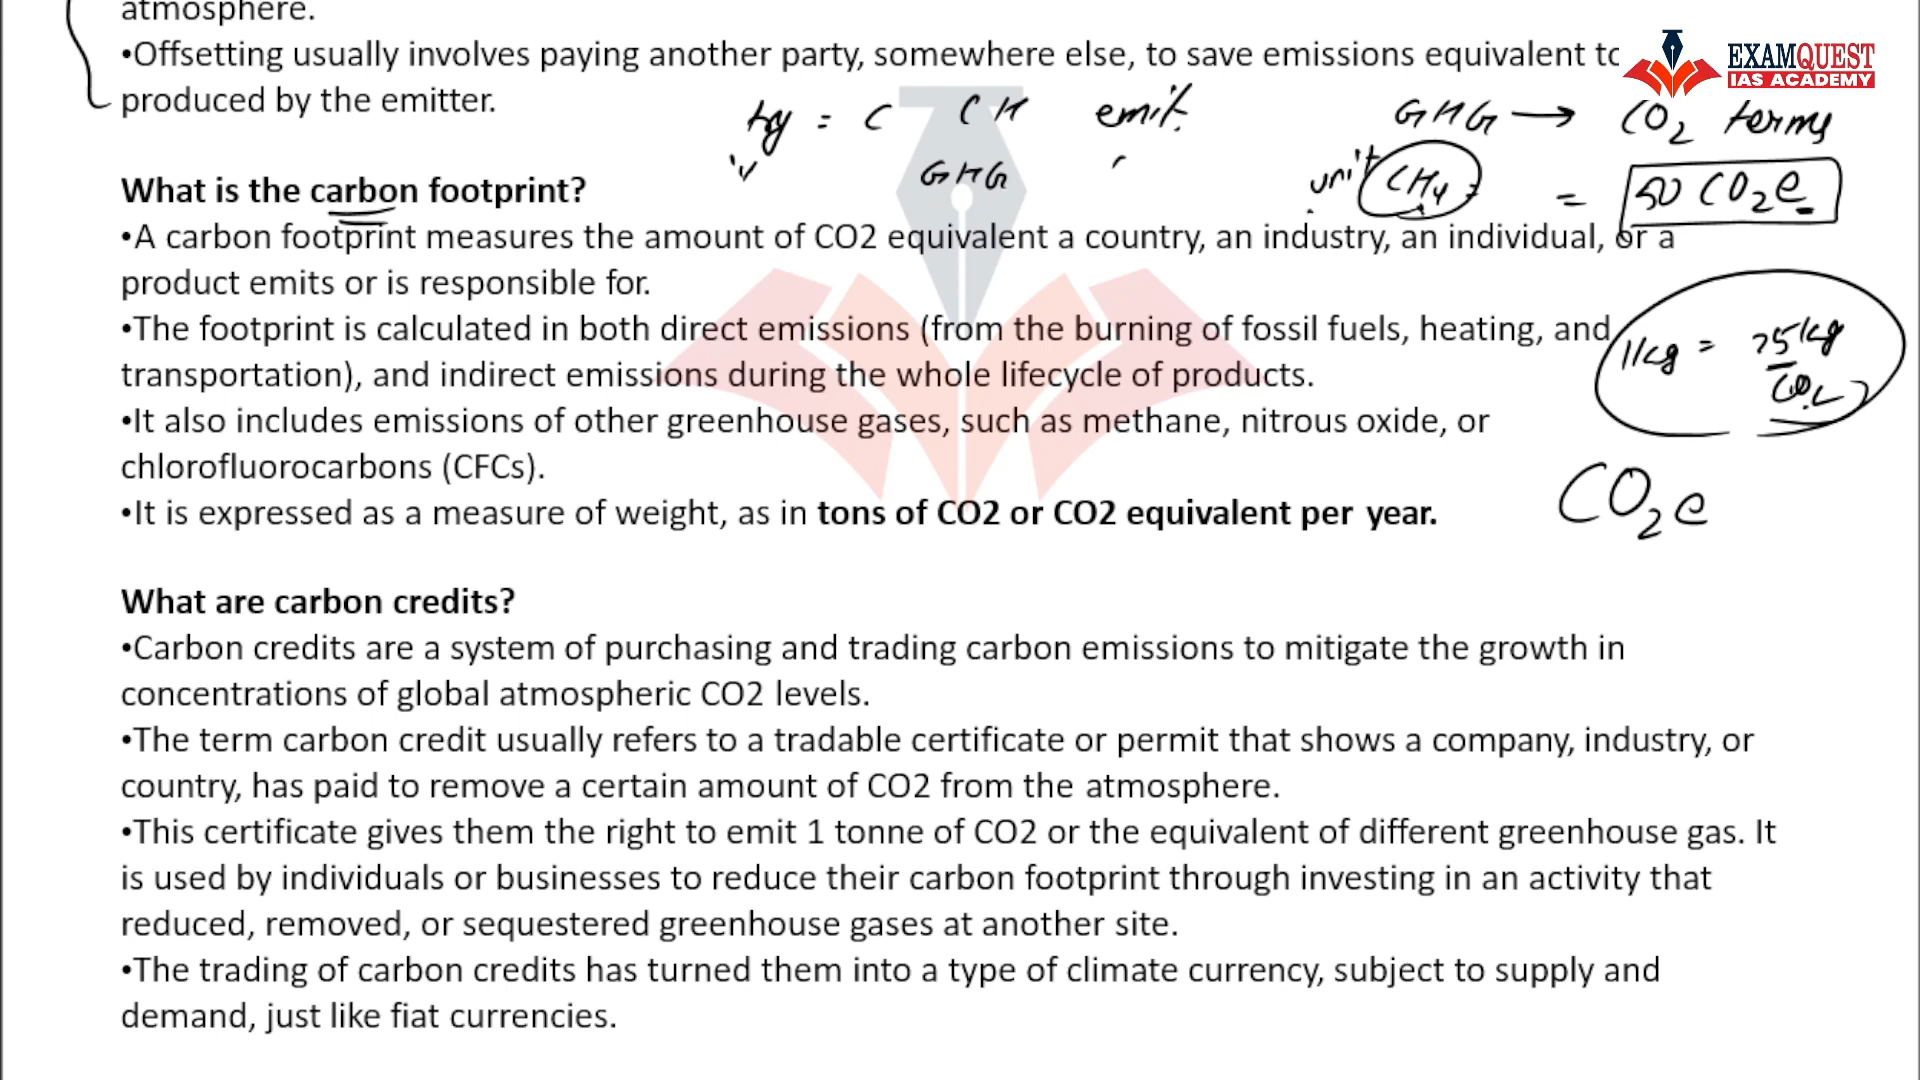 atmosphere.
•Offsetting usually involves paying another party, somewhere else, to save emissions equivalent to
EXAMQUEST
IAS ACADEMY
produced by the emitter.
= C CH emit.
GHG → CO2 terms
GHG
unit CH4 = 50 CO2e
What is the carbon footprint?
•A carbon footprint measures the amount of CO2 equivalent a country, an industry, an individual, or a
product emits or is responsible for.
•The footprint is calculated in both direct emissions (from the burning of fossil fuels, heating, and
1kg = 25kg
CO2
transportation), and indirect emissions during the whole lifecycle of products.
•It also includes emissions of other greenhouse gases, such as methane, nitrous oxide, or
chlorofluorocarbons (CFCs).
•It is expressed as a measure of weight, as in tons of CO2 or CO2 equivalent per year.
CO2e
What are carbon credits?
•Carbon credits are a system of purchasing and trading carbon emissions to mitigate the growth in
concentrations of global atmospheric CO2 levels.
•The term carbon credit usually refers to a tradable certificate or permit that shows a company, industry, or
country, has paid to remove a certain amount of CO2 from the atmosphere.
•This certificate gives them the right to emit 1 tonne of CO2 or the equivalent of different greenhouse gas. It
is used by individuals or businesses to reduce their carbon footprint through investing in an activity that
reduced, removed, or sequestered greenhouse gases at another site.
•The trading of carbon credits has turned them into a type of climate currency, subject to supply and
demand, just like fiat currencies.